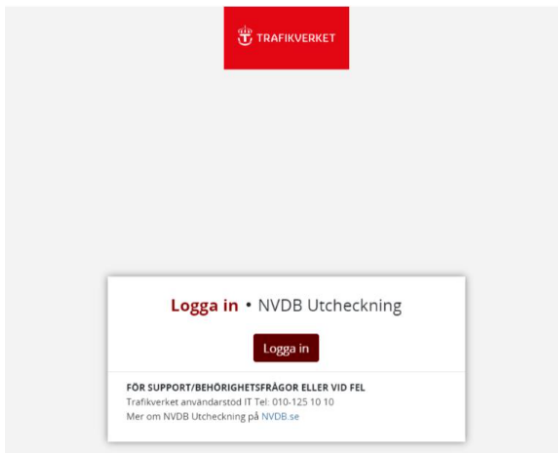 TRAFIKVERKET
Logga in • NVDB Utcheckning
Logga in
FÖR SUPPORT/BEHÖRIGHETSFRÅGOR ELLER VID FEL
Trafikverket användarstöd IT Tel: 010-125 10 10
Mer om NVDB Utcheckning på NVDB.se